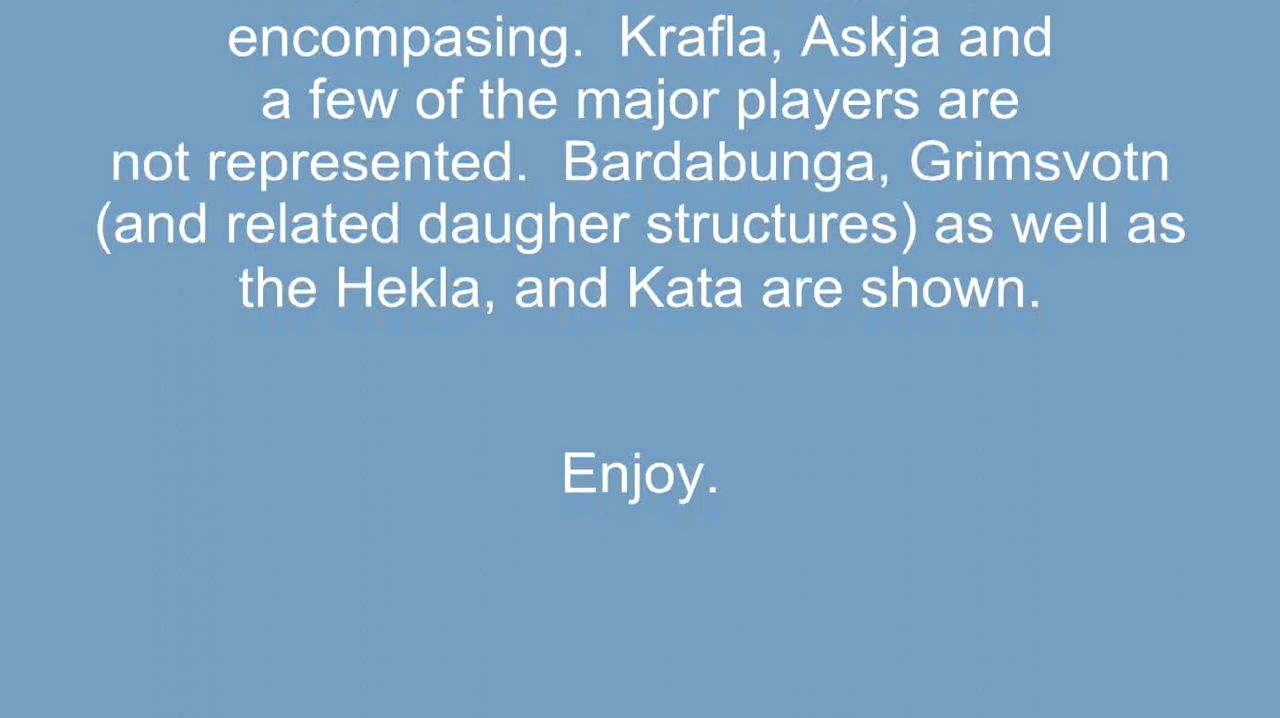 encompasing. Krafla, Askja and
a few of the major players are
not represented. Bardabunga, Grimsvotn
(and related daugher structures) as well as
the Hekla, and Kata are shown.
Enjoy.